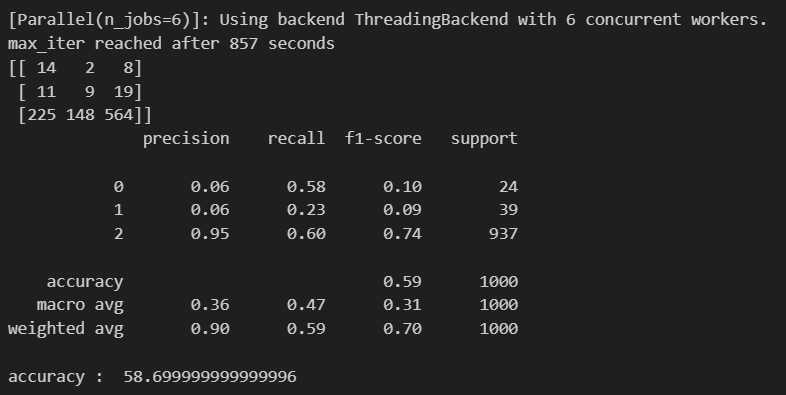 [Parallel(n_jobs=6)]: Using backend ThreadingBackend with 6 concurrent workers.
max_iter reached after 857 seconds
[[ 14   2   8]
 [ 11   9  19]
 [225 148 564]]
              precision    recall  f1-score   support

           0       0.06      0.58      0.10        24
           1       0.06      0.23      0.09        39
           2       0.95      0.60      0.74       937

    accuracy                           0.59      1000
   macro avg       0.36      0.47      0.31      1000
weighted avg       0.90      0.59      0.70      1000

accuracy :  58.699999999999996